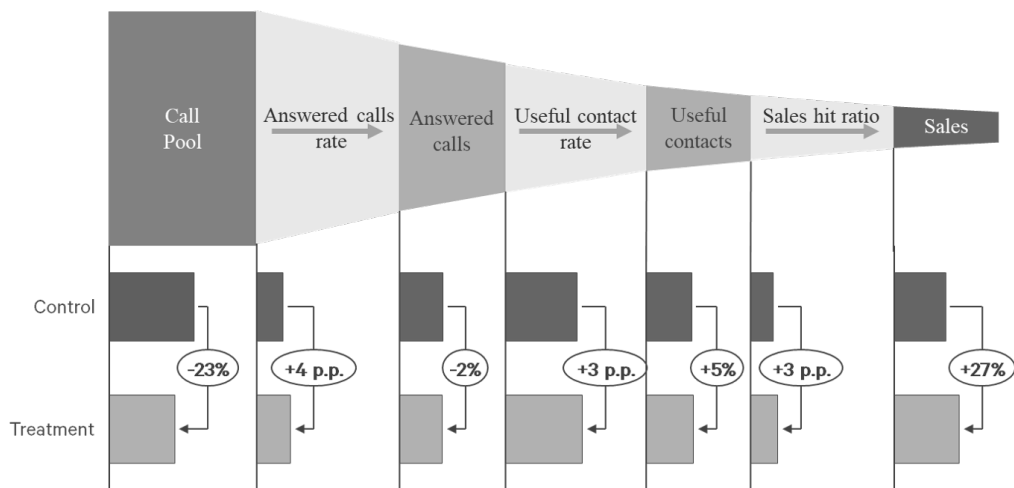 Call
Pool
Answered calls
rate
Answered
calls
Useful contact
rate
Useful
contacts
Sales hit ratio
Sales
Control
-23%
+4 p.p.
-2%
+3 p.p.
+5%
+3 p.p.
+27%
Treatment